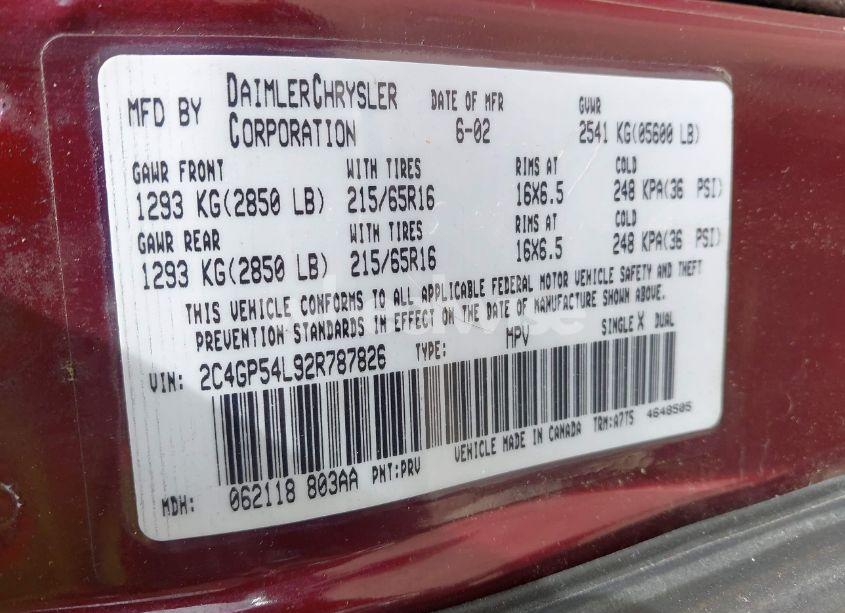 MFD BY DAIMLERCHRYSLER CORPORATION DATE OF MFR 6-02 GVWR 2541 KG(05600 LB)
GAWR FRONT WITH TIRES RIMS AT COLD
1293 KG(2850 LB) 215/65R16 16X6.5 248 KPA(36 PSI)
GAWR REAR WITH TIRES RIMS AT COLD
1293 KG(2850 LB) 215/65R16 16X6.5 248 KPA(36 PSI)
THIS VEHICLE CONFORMS TO ALL APPLICABLE FEDERAL MOTOR VEHICLE SAFETY AND THEFT
PREVENTION STANDARDS IN EFFECT ON THE DATE OF MANUFACTURE SHOWN ABOVE.
VIN: 2C4GP54L92R787826 TYPE: MPV SINGLE X DUAL
VEHICLE MADE IN CANADA TRM:A7T5 4648505
MDH: 062118 803AA PNT:PRV